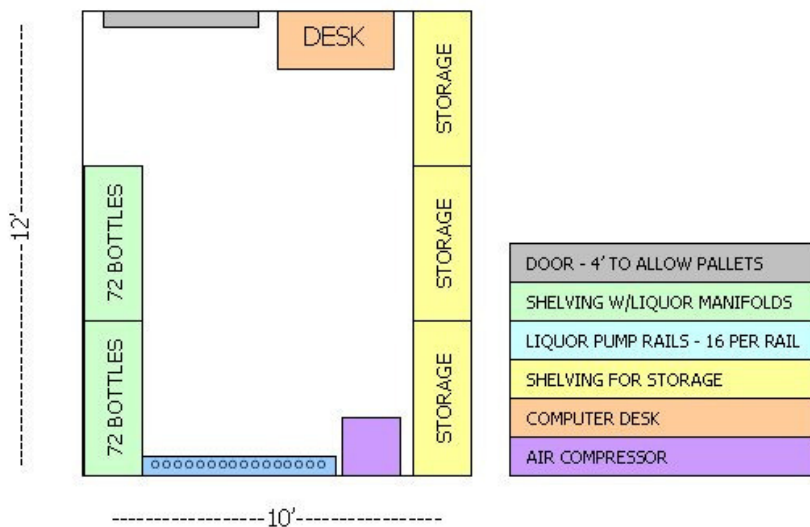 DESK
STORAGE
12'
72 BOTTLES
STORAGE
72 BOTTLES
STORAGE
10'
DOOR - 4' TO ALLOW PALLETS
SHELVING W/LIQUOR MANIFOLDS
LIQUOR PUMP RAILS - 16 PER RAIL
SHELVING FOR STORAGE
COMPUTER DESK
AIR COMPRESSOR